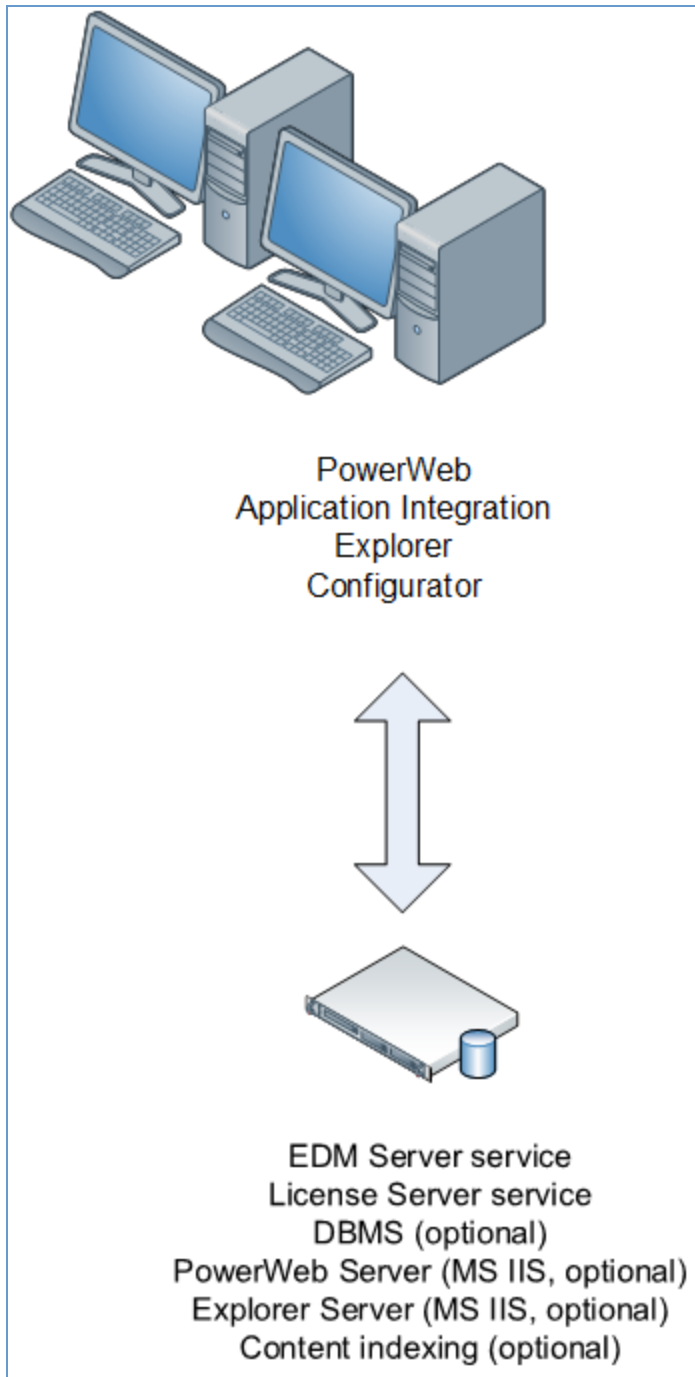 PowerWeb
Application Integration
Explorer
Configurator
EDM Server service
License Server service
DBMS (optional)
PowerWeb Server (MS IIS, optional)
Explorer Server (MS IIS, optional)
Content indexing (optional)